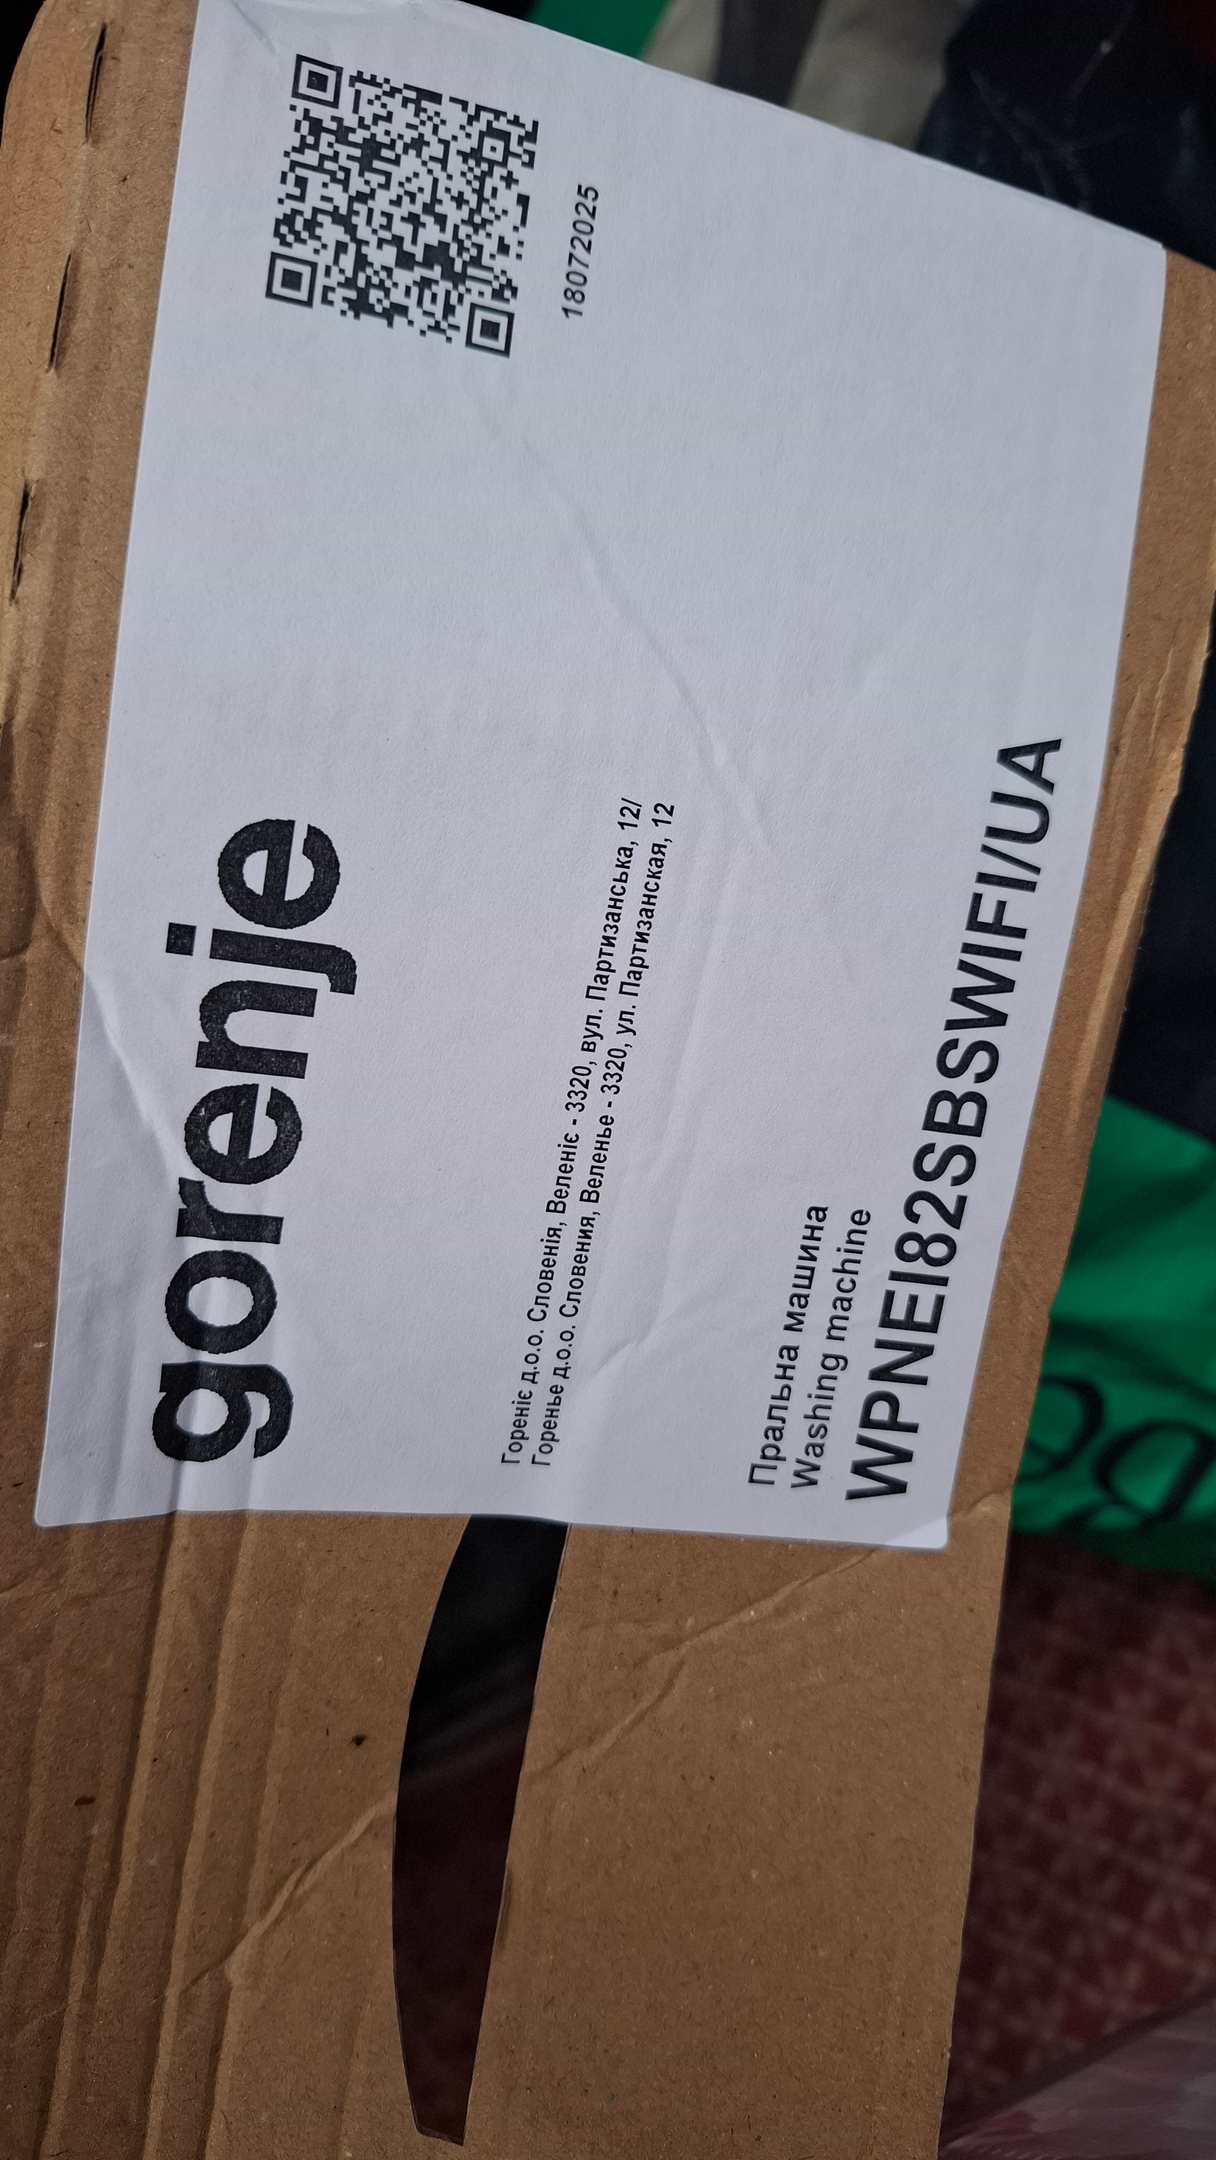 gorenje
18072025
Гореніє д.о.о. Словенія, Веленіє - 3320, вул. Партизанська, 12/
Горенье д.о.о. Словения, Веленье - 3320, ул. Партизанская, 12
Пральна машина
Washing machine
WPNEI82SBSWIFI/UA